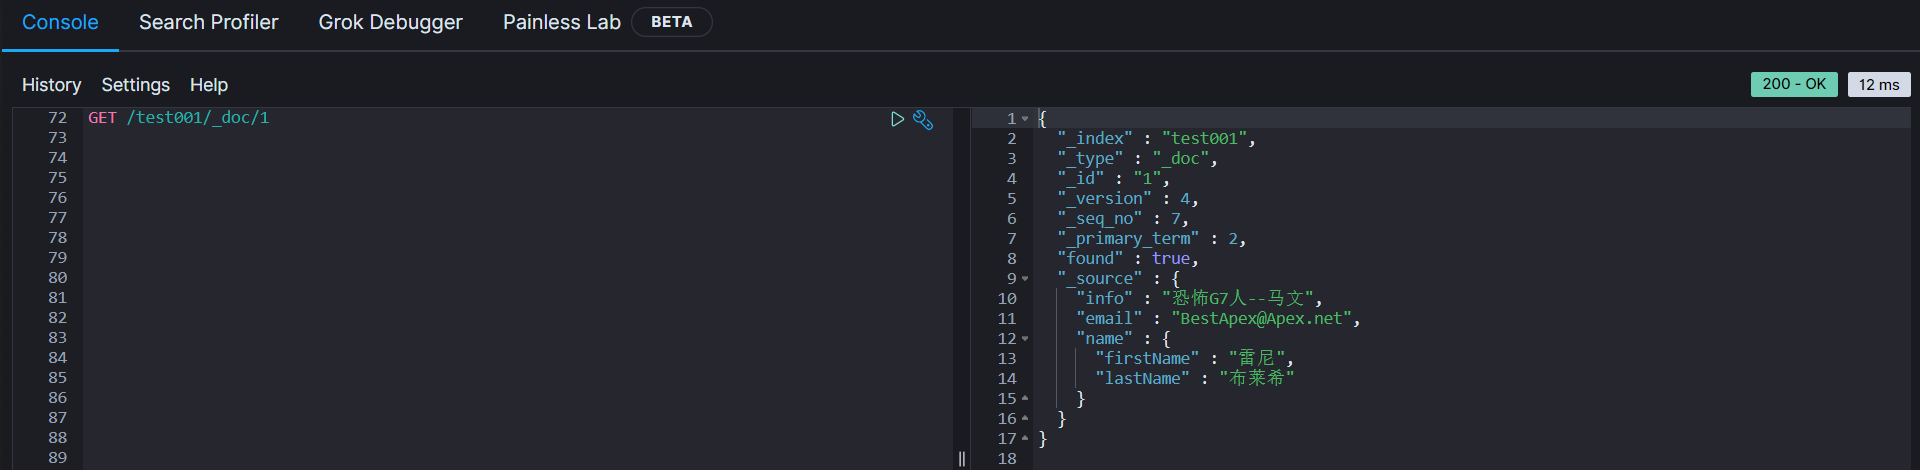 Console Search Profiler Grok Debugger Painless Lab BETA
History Settings Help 200 - OK 12 ms
72 GET /test001/_doc/1
73
74
75
76
77
78
79
80
81
82
83
84
85
86
87
88
89
1 {
2 "_index" : "test001",
3 "_type" : "_doc",
4 "_id" : "1",
5 "_version" : 4,
6 "_seq_no" : 7,
7 "_primary_term" : 2,
8 "found" : true,
9 "_source" : {
10 "info" : "恐怖G7人--马文",
11 "email" : "BestApex@Apex.net",
12 "name" : {
13 "firstName" : "雷尼",
14 "lastName" : "布莱希"
15 }
16 }
17 }
18